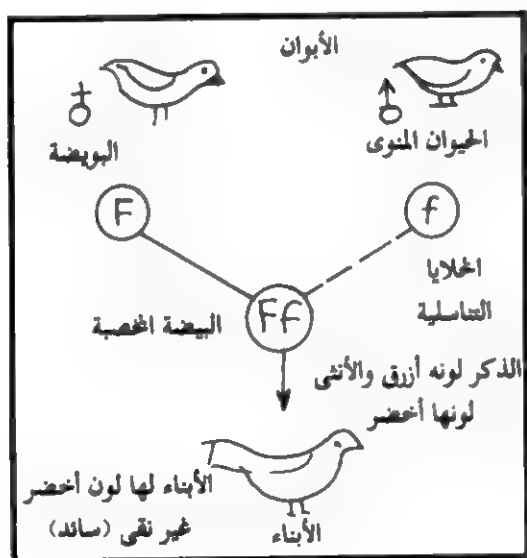 الأبوان
الحيوان المنوى
البويضة
F
f
الخلايا
التناسلية
Ff
البيضة المخصبة
الذكر لونه أزرق والأنثى
لونها أخضر
الأبناء لها لون أخضر
غير نقى (سائد)
الأبناء